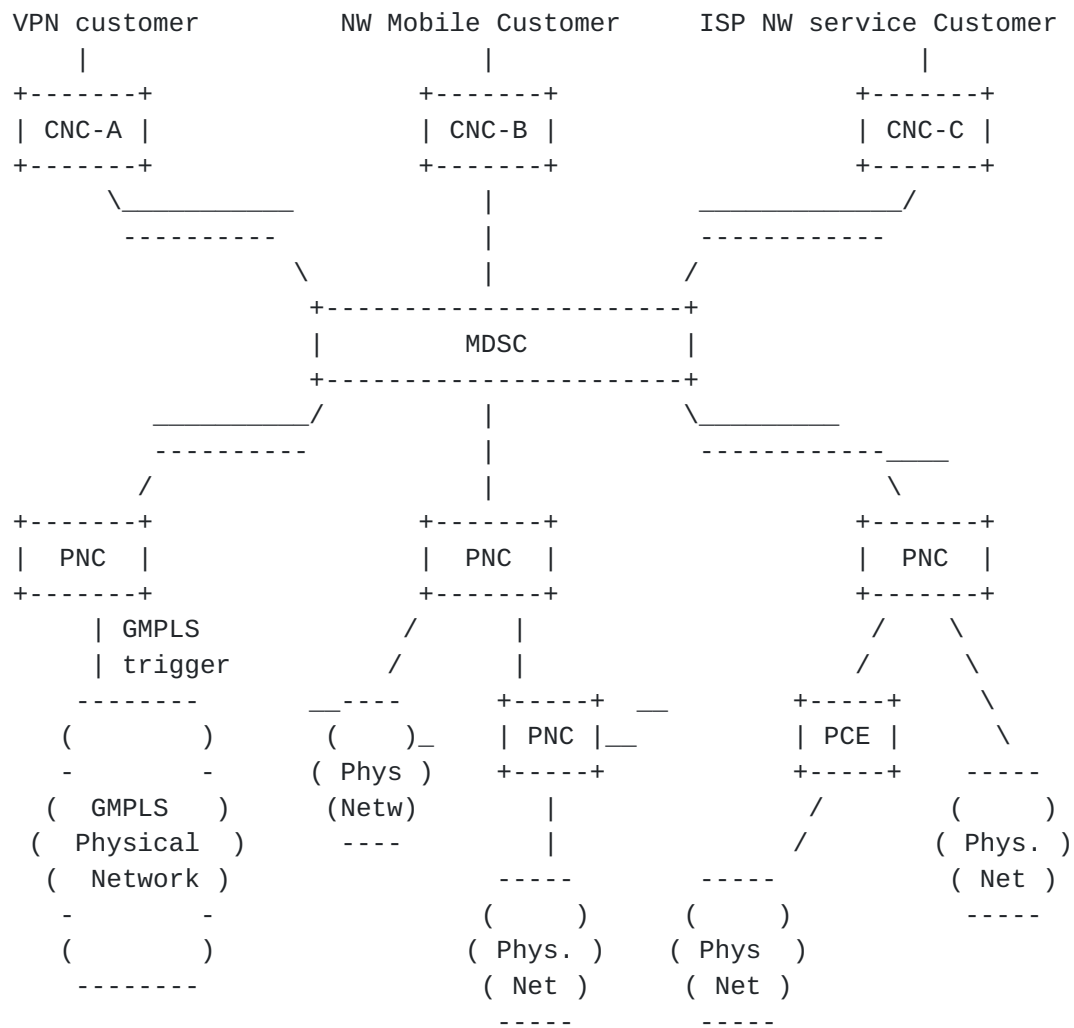 VPN customer NW Mobile Customer ISP NW service Customer
CNC-A CNC-B CNC-C
MDSC
PNC PNC PNC
GMPLS
trigger
PNC PCE
Phys
GMPLS (Netw)
Physical Phys.
Network Net
Phys. Phys
Net Net